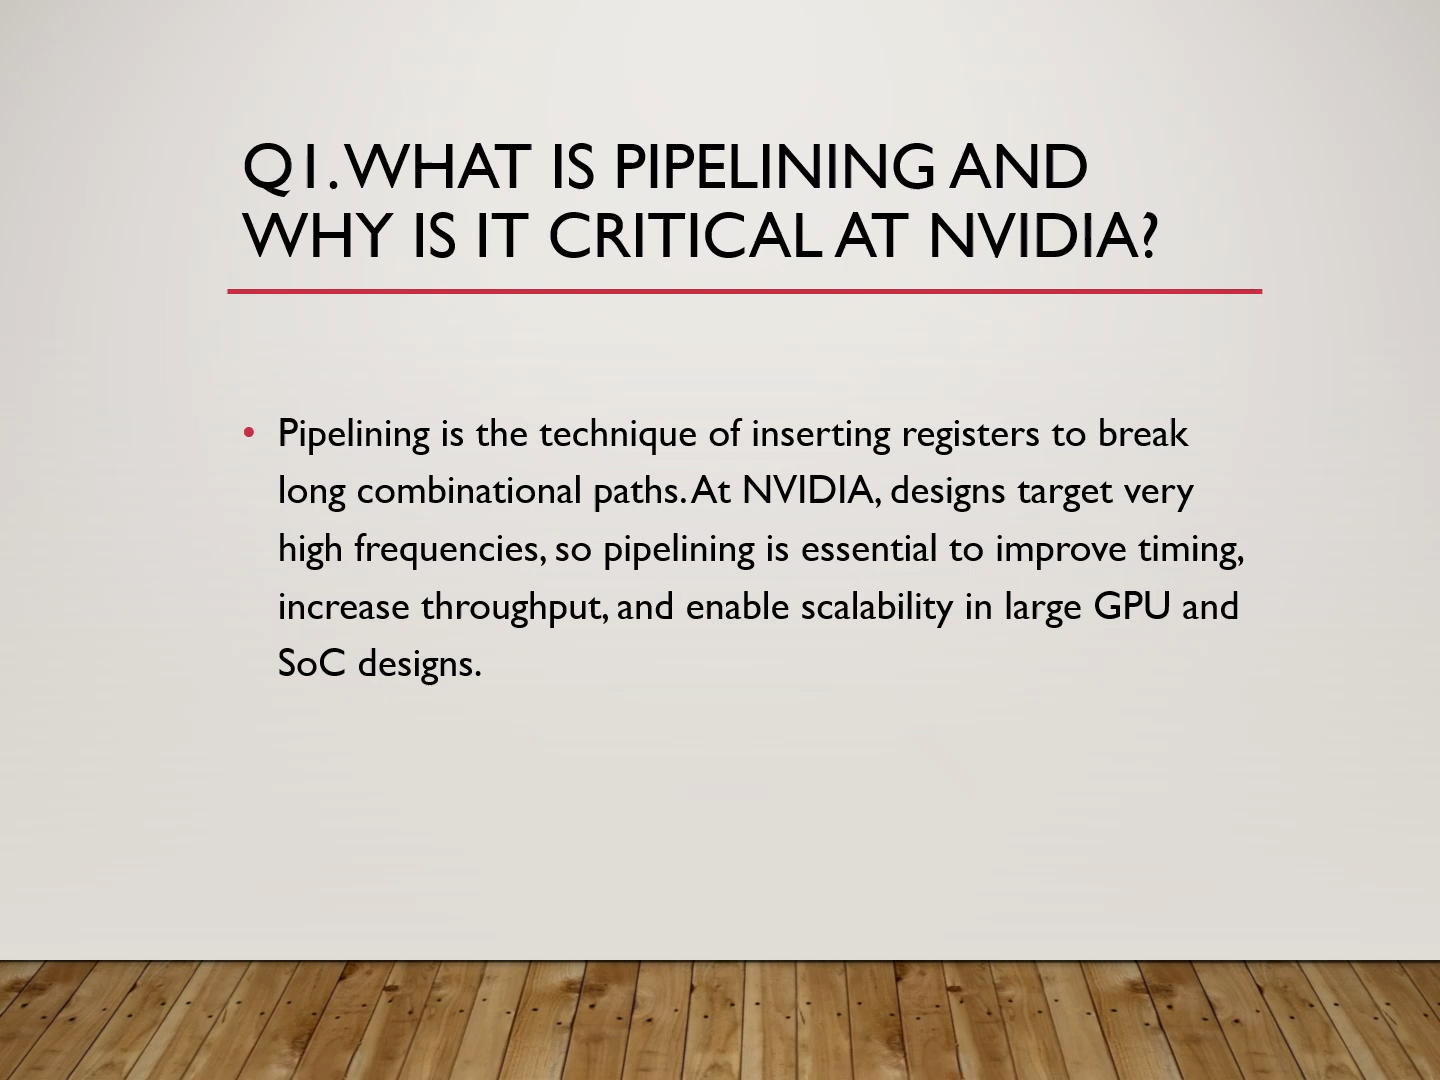 Q1. WHAT IS PIPELINING AND
WHY IS IT CRITICAL AT NVIDIA?
• Pipelining is the technique of inserting registers to break
long combinational paths. At NVIDIA, designs target very
high frequencies, so pipelining is essential to improve timing,
increase throughput, and enable scalability in large GPU and
SoC designs.